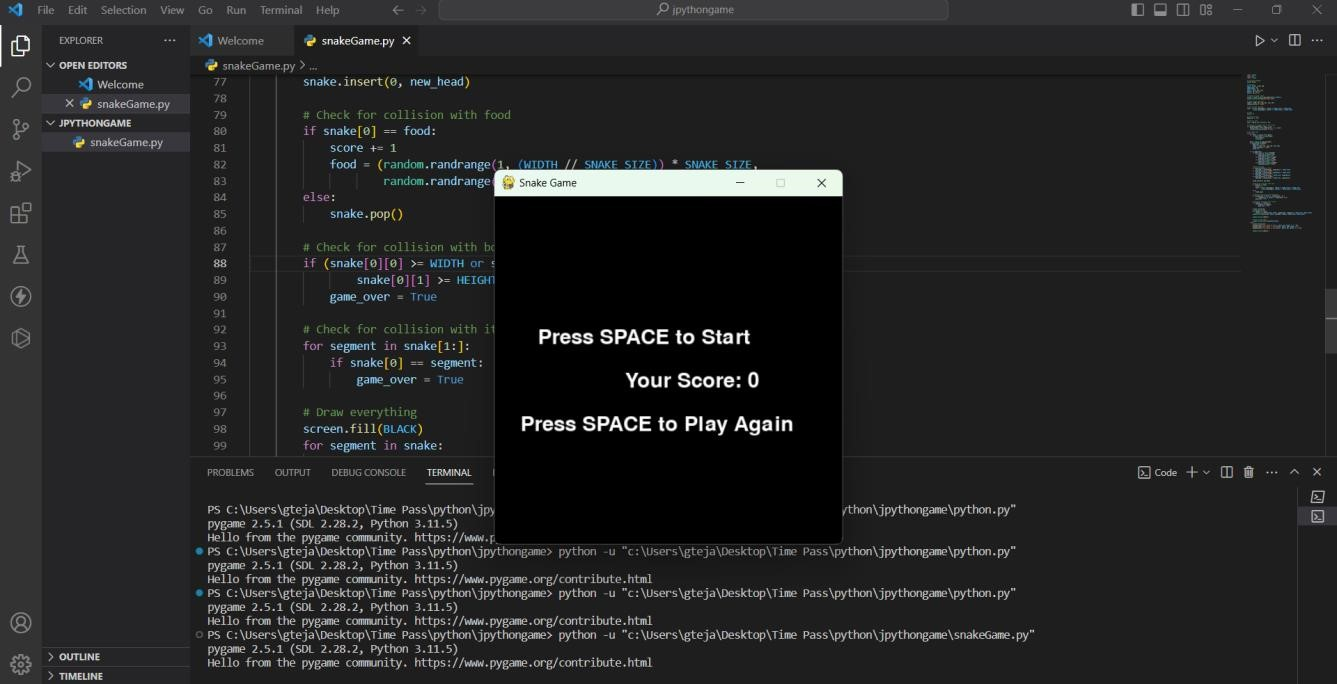 File Edit Selection View Go Run Terminal Help
jpythongame
EXPLORER
OPEN EDITORS
Welcome
snakeGame.py
JPYTHONGAME
snakeGame.py
OUTLINE
TIMELINE
Welcome
snakeGame.py
snakeGame.py > ...
77 snake.insert(0, new_head)
78
79 # Check for collision with food
80 if snake[0] == food:
81 score += 1
82 food = (random.randrange(1, (WIDTH // SNAKE_SIZE)) * SNAKE_SIZE,
83 random.randrange(
84 else:
85 snake.pop()
86
87 # Check for collision with bo
88 if (snake[0][0] >= WIDTH or s
89 snake[0][1] >= HEIGHT
90 game_over = True
91
92 # Check for collision with it
93 for segment in snake[1:]:
94 if snake[0] == segment:
95 game_over = True
96
97 # Draw everything
98 screen.fill(BLACK)
99 for segment in snake:
Snake Game
Press SPACE to Start
Your Score: 0
Press SPACE to Play Again
PROBLEMS OUTPUT DEBUG CONSOLE TERMINAL
Code
PS C:\Users\gteja\Desktop\Time Pass\python\jpy ython\jpythongame\python.py"
pygame 2.5.1 (SDL 2.28.2, Python 3.11.5)
Hello from the pygame community. https://www.p
PS C:\Users\gteja\Desktop\Time Pass\python\jpythongame> python -u "c:\Users\gteja\Desktop\Time Pass\python\jpythongame\python.py"
pygame 2.5.1 (SDL 2.28.2, Python 3.11.5)
Hello from the pygame community. https://www.pygame.org/contribute.html
PS C:\Users\gteja\Desktop\Time Pass\python\jpythongame> python -u "c:\Users\gteja\Desktop\Time Pass\python\jpythongame\python.py"
pygame 2.5.1 (SDL 2.28.2, Python 3.11.5)
Hello from the pygame community. https://www.pygame.org/contribute.html
PS C:\Users\gteja\Desktop\Time Pass\python\jpythongame> python -u "c:\Users\gteja\Desktop\Time Pass\python\jpythongame\snakeGame.py"
pygame 2.5.1 (SDL 2.28.2, Python 3.11.5)
Hello from the pygame community. https://www.pygame.org/contribute.html